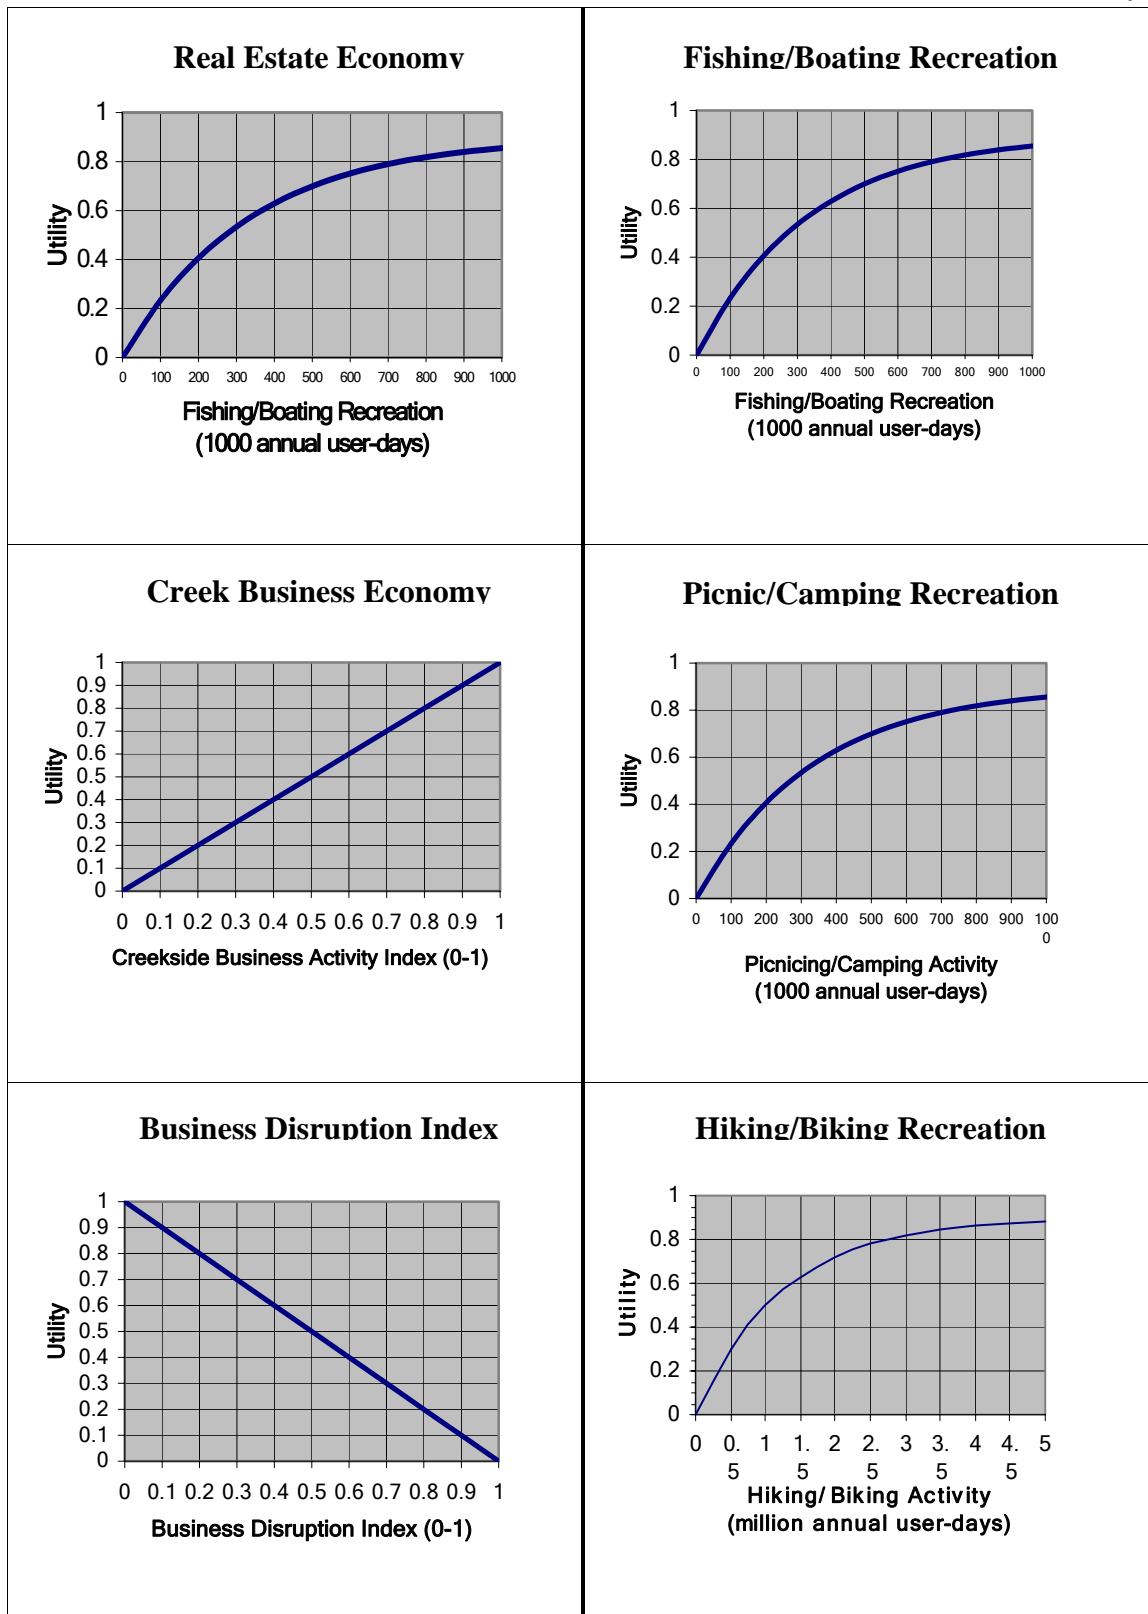 Real Estate Economy
1
0.8
0.6
0.4
0.2
0
Utility
0 100 200 300 400 500 600 700 800 900 1000
Fishing/Boating Recreation
(1000 annual user-days)
Fishing/Boating Recreation
1
0.8
0.6
0.4
0.2
0
Utility
0 100 200 300 400 500 600 700 800 900 1000
Fishing/Boating Recreation
(1000 annual user-days)
Creek Business Economy
1
0.9
0.8
0.7
0.6
0.5
0.4
0.3
0.2
0.1
0
Utility
0 0.1 0.2 0.3 0.4 0.5 0.6 0.7 0.8 0.9 1
Creekside Business Activity Index (0-1)
Picnic/Camping Recreation
1
0.8
0.6
0.4
0.2
0
Utility
0 100 200 300 400 500 600 700 800 900 100
0
Picnicing/Camping Activity
(1000 annual user-days)
Business Disruption Index
1
0.9
0.8
0.7
0.6
0.5
0.4
0.3
0.2
0.1
0
Utility
0 0.1 0.2 0.3 0.4 0.5 0.6 0.7 0.8 0.9 1
Business Disruption Index (0-1)
Hiking/Biking Recreation
1
0.8
0.6
0.4
0.2
0
Utility
0 0. 1 1. 2 2. 3 3. 4 4. 5
5 5 5 5 5
Hiking/Biking Activity
(million annual user-days)